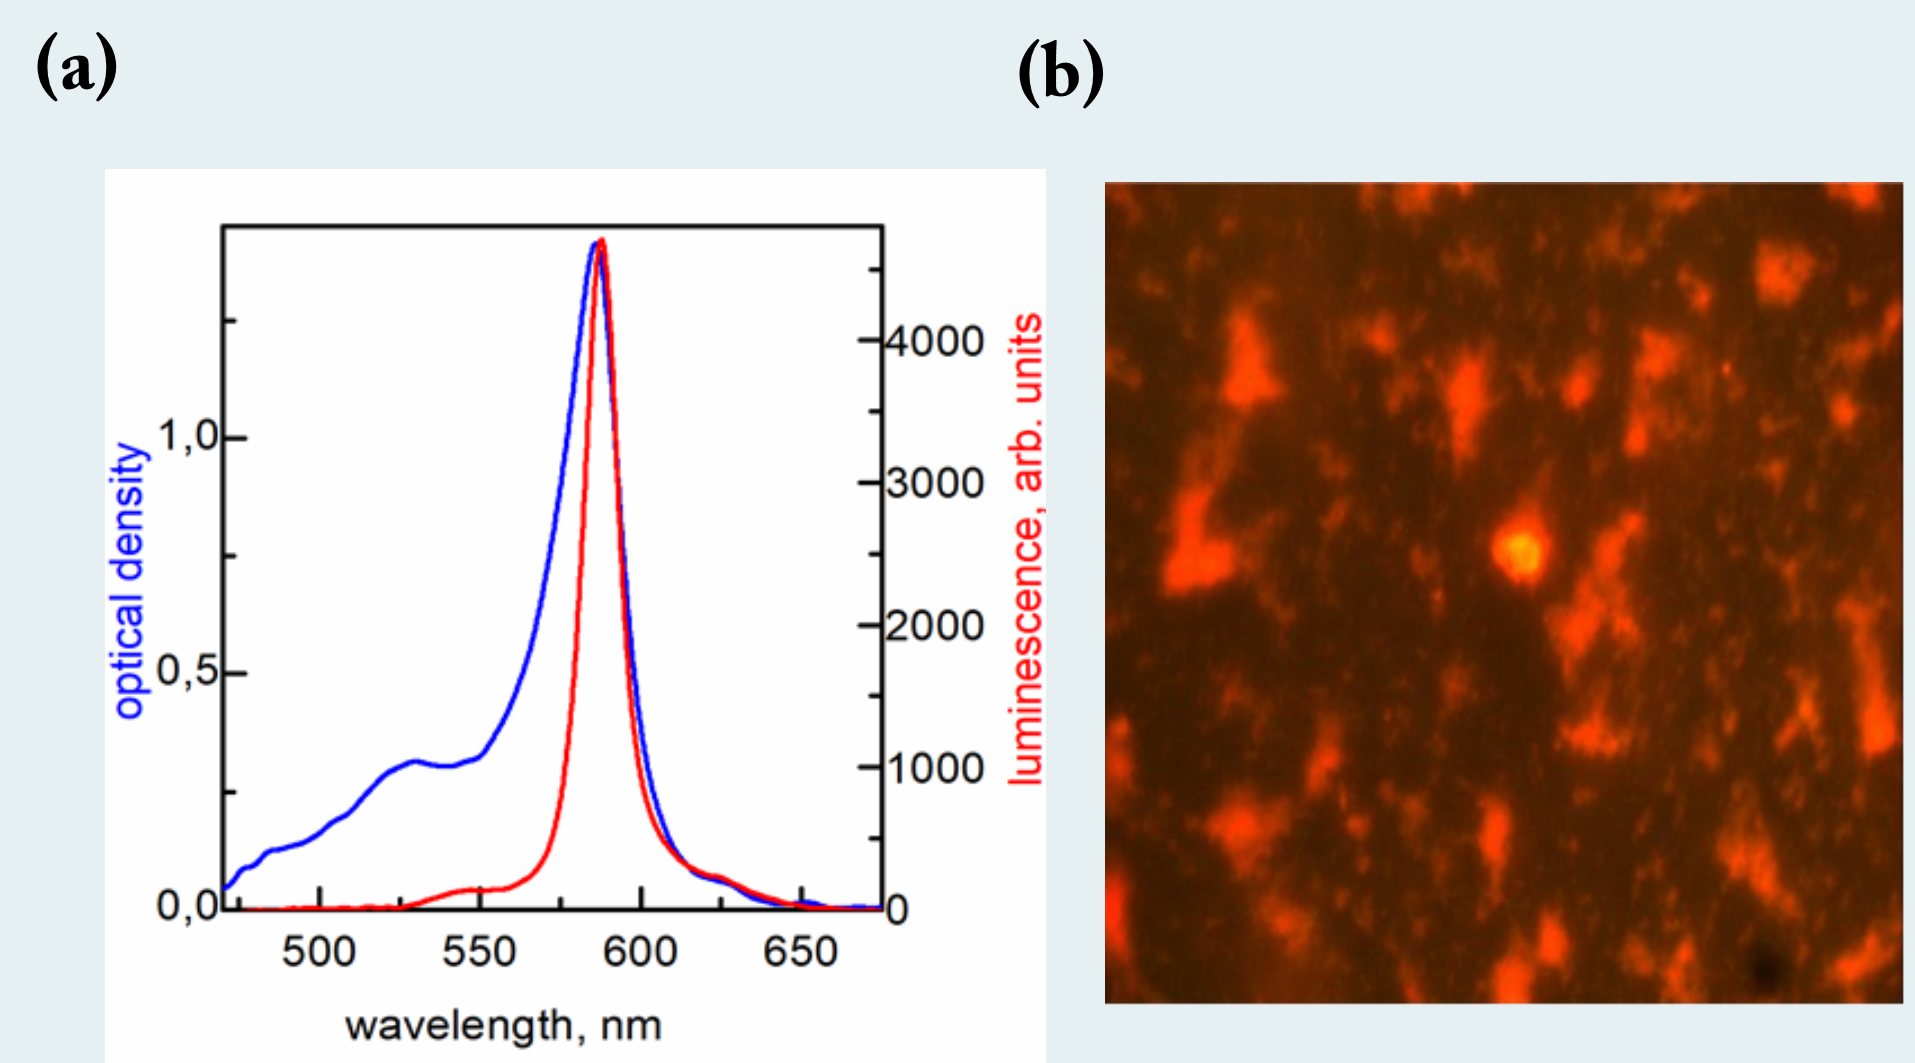 (a)
(b)
optical density
1,0
0,5
0,0
4000
3000
2000
1000
0
luminescence, arb. units
500 550 600 650
wavelength, nm